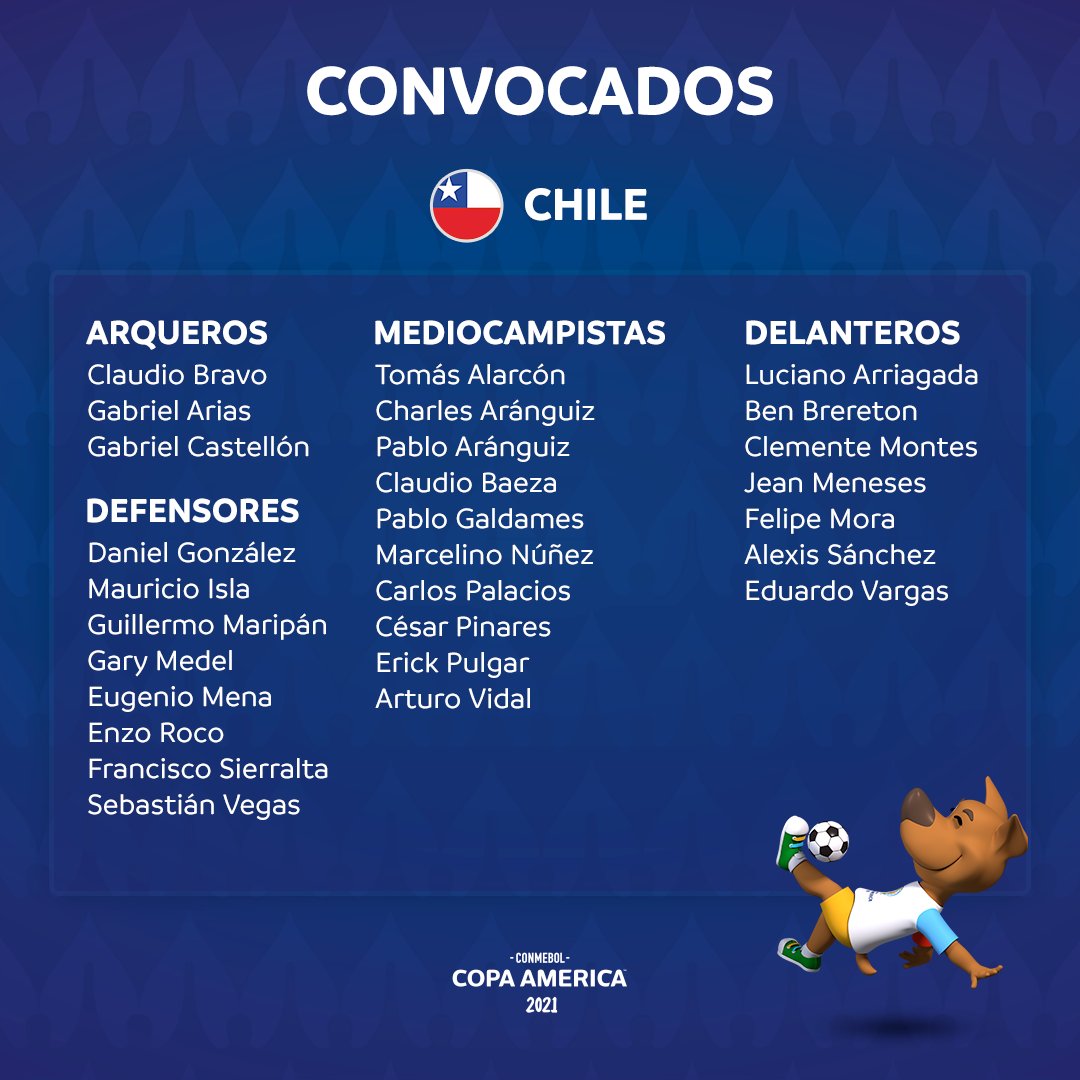 CONVOCADOS
CHILE
ARQUEROS
Claudio Bravo
Gabriel Arias
Gabriel Castellón
DEFENSORES
Daniel González
Mauricio Isla
Guillermo Maripán
Gary Medel
Eugenio Mena
Enzo Roco
Francisco Sierralta
Sebastián Vegas
MEDIOCAMPISTAS
Tomás Alarcón
Charles Aránguiz
Pablo Aránguiz
Claudio Baeza
Pablo Galdames
Marcelino Núñez
Carlos Palacios
César Pinares
Erick Pulgar
Arturo Vidal
DELANTEROS
Luciano Arriagada
Ben Brereton
Clemente Montes
Jean Meneses
Felipe Mora
Alexis Sánchez
Eduardo Vargas
- CONMEBOL -
COPA AMERICA
2021